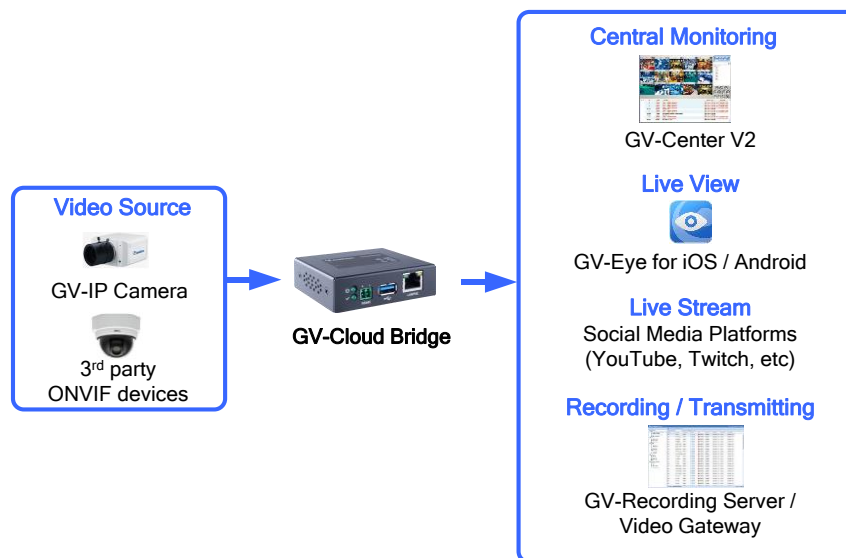 Video Source
GV-IP Camera
3rd party
ONVIF devices
GV-Cloud Bridge
Central Monitoring
GV-Center V2
Live View
GV-Eye for iOS / Android
Live Stream
Social Media Platforms
(YouTube, Twitch, etc)
Recording / Transmitting
GV-Recording Server /
Video Gateway